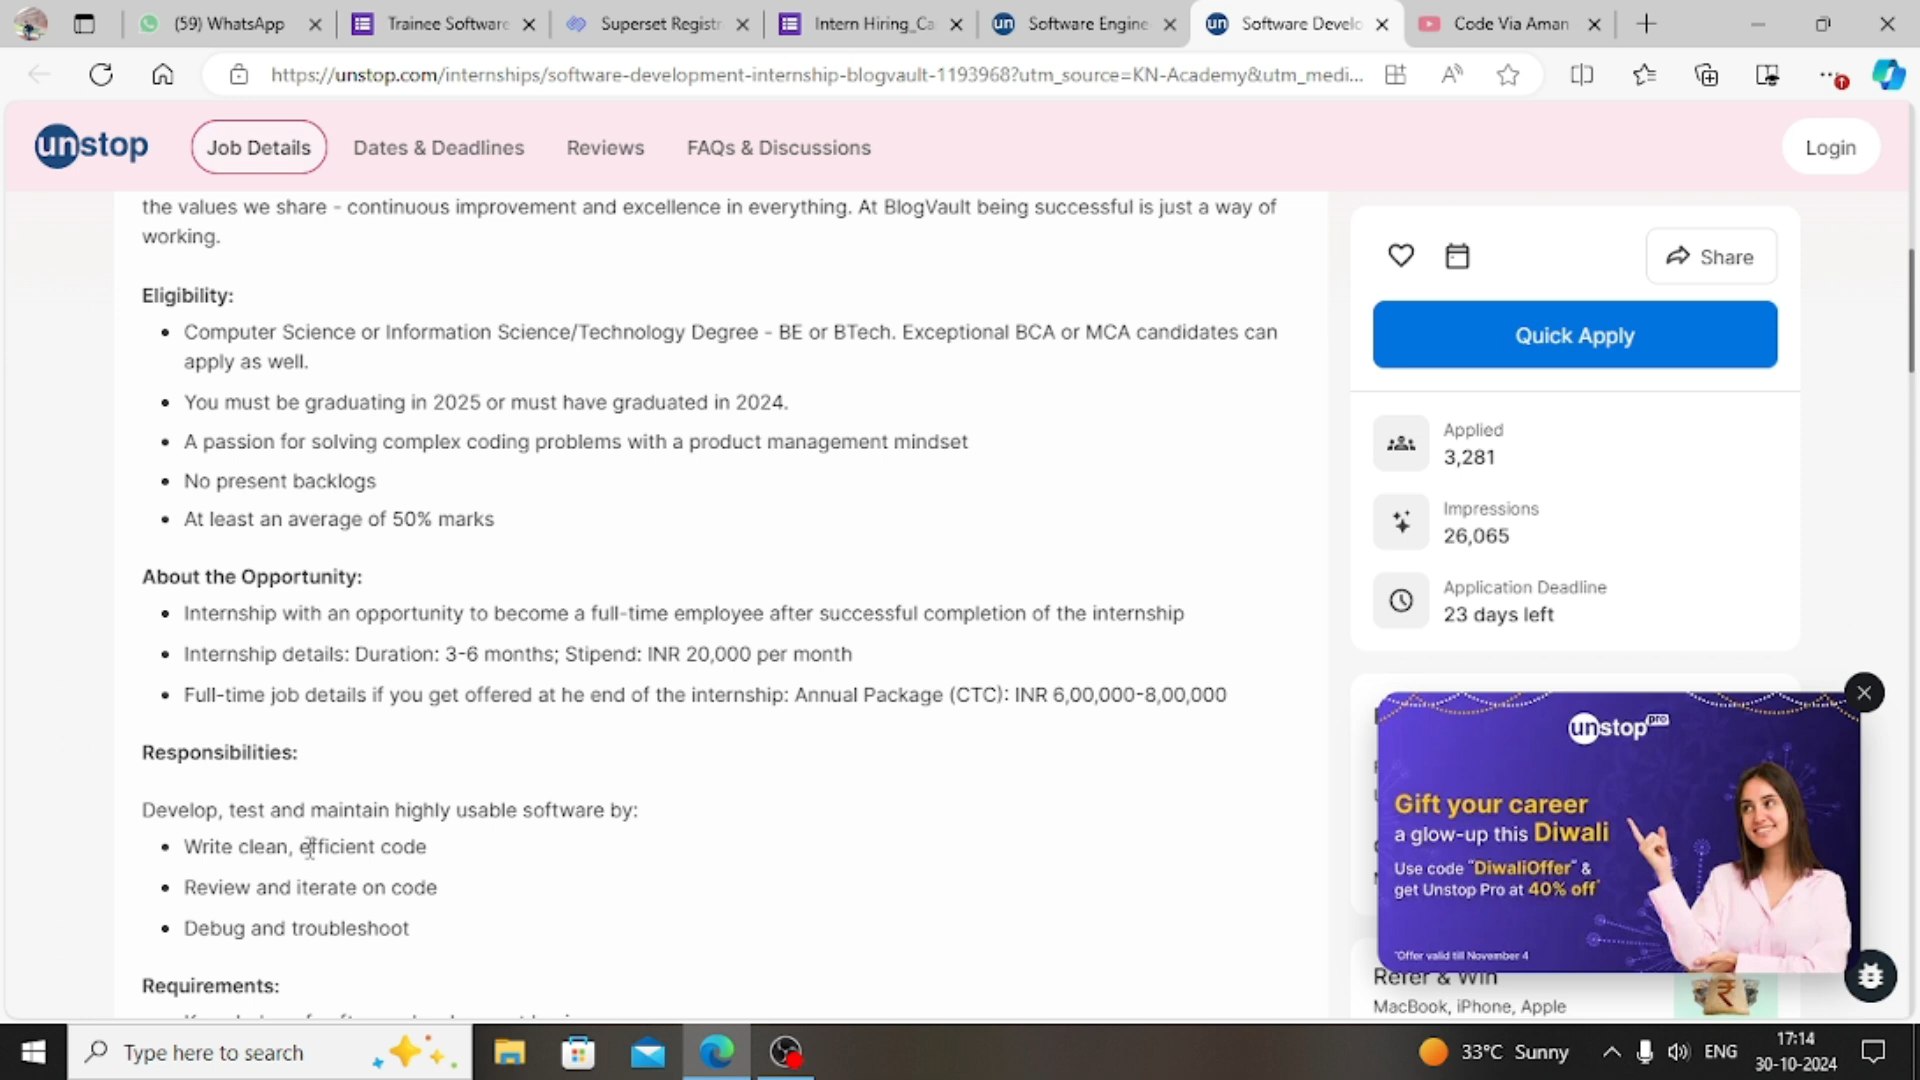 (59) WhatsApp
Trainee Software
Superset Registr
Intern Hiring_Ca
un Software Engine
un Software Develo
Code Via Aman
https://unstop.com/internships/software-development-internship-blogvault-1193968?utm_source=KN-Academy&utm_medi...
unstop
Job Details
Dates & Deadlines
Reviews
FAQs & Discussions
Login
the values we share - continuous improvement and excellence in everything. At BlogVault being successful is just a way of
working.
Eligibility:
• Computer Science or Information Science/Technology Degree - BE or BTech. Exceptional BCA or MCA candidates can
apply as well.
• You must be graduating in 2025 or must have graduated in 2024.
• A passion for solving complex coding problems with a product management mindset
• No present backlogs
• At least an average of 50% marks
About the Opportunity:
• Internship with an opportunity to become a full-time employee after successful completion of the internship
• Internship details: Duration: 3-6 months; Stipend: INR 20,000 per month
• Full-time job details if you get offered at he end of the internship: Annual Package (CTC): INR 6,00,000-8,00,000
Responsibilities:
Develop, test and maintain highly usable software by:
• Write clean, efficient code
• Review and iterate on code
• Debug and troubleshoot
Requirements:
Share
Quick Apply
Applied
3,281
Impressions
26,065
Application Deadline
23 days left
unstop pro
Gift your career
a glow-up this Diwali
Use code "DiwaliOffer" &
get Unstop Pro at 40% off*
*Offer valid till November 4
Refer & Win
MacBook, iPhone, Apple
Type here to search
33°C Sunny
ENG
17:14
30-10-2024